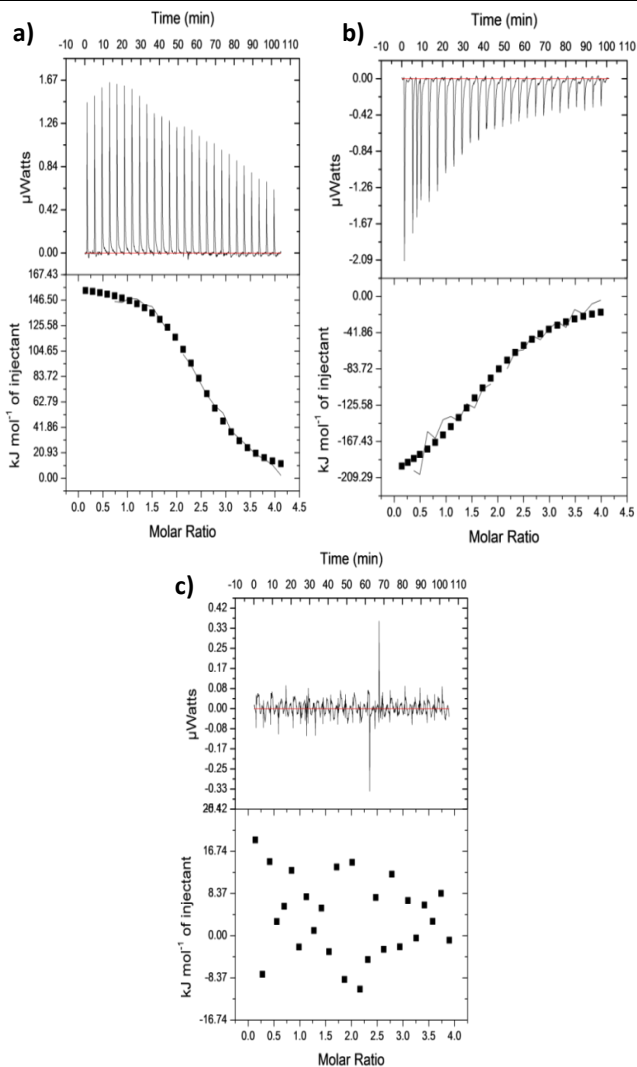 a)
Time (min)
-10 0 10 20 30 40 50 60 70 80 90 100 110
µWatts
1.67
1.26
0.84
0.42
0.00
kJ mol⁻¹ of injectant
167.43
146.50
125.58
104.65
83.72
62.79
41.86
20.93
0.00
0.0 0.5 1.0 1.5 2.0 2.5 3.0 3.5 4.0 4.5
Molar Ratio
b)
Time (min)
-10 0 10 20 30 40 50 60 70 80 90 100 110
µWatts
0.00
-0.42
-0.84
-1.26
-1.67
-2.09
kJ mol⁻¹ of injectant
0.00
-41.86
-83.72
-125.58
-167.43
-209.29
0.0 0.5 1.0 1.5 2.0 2.5 3.0 3.5 4.0 4.5
Molar Ratio
c)
Time (min)
-10 0 10 20 30 40 50 60 70 80 90 100 110
µWatts
0.42
0.33
0.25
0.17
0.08
0.00
-0.08
-0.17
-0.25
-0.33
kJ mol⁻¹ of injectant
16.74
8.37
0.00
-8.37
-16.74
0.0 0.5 1.0 1.5 2.0 2.5 3.0 3.5 4.0
Molar Ratio